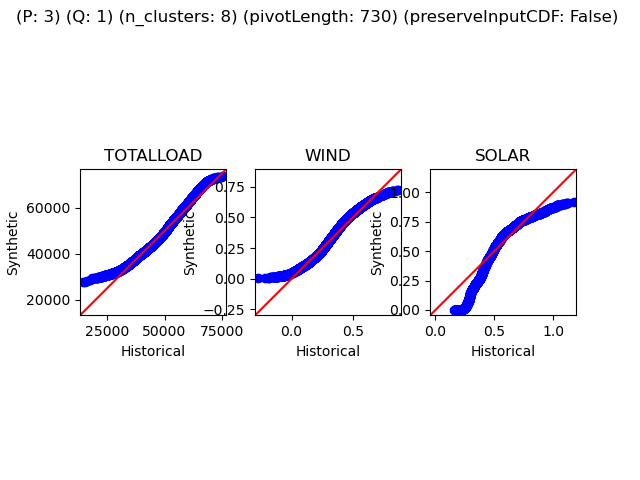 (P: 3) (Q: 1) (n_clusters: 8) (pivotLength: 730) (preserveInputCDF: False)
TOTALLOAD
Synthetic
60000
40000
20000
25000 50000 75000
Historical
WIND
Synthetic
0.75
0.50
0.25
0.00
−0.25
0.0 0.5
Historical
SOLAR
Synthetic
1.00
0.75
0.50
0.25
0.00
0.0 0.5 1.0
Historical